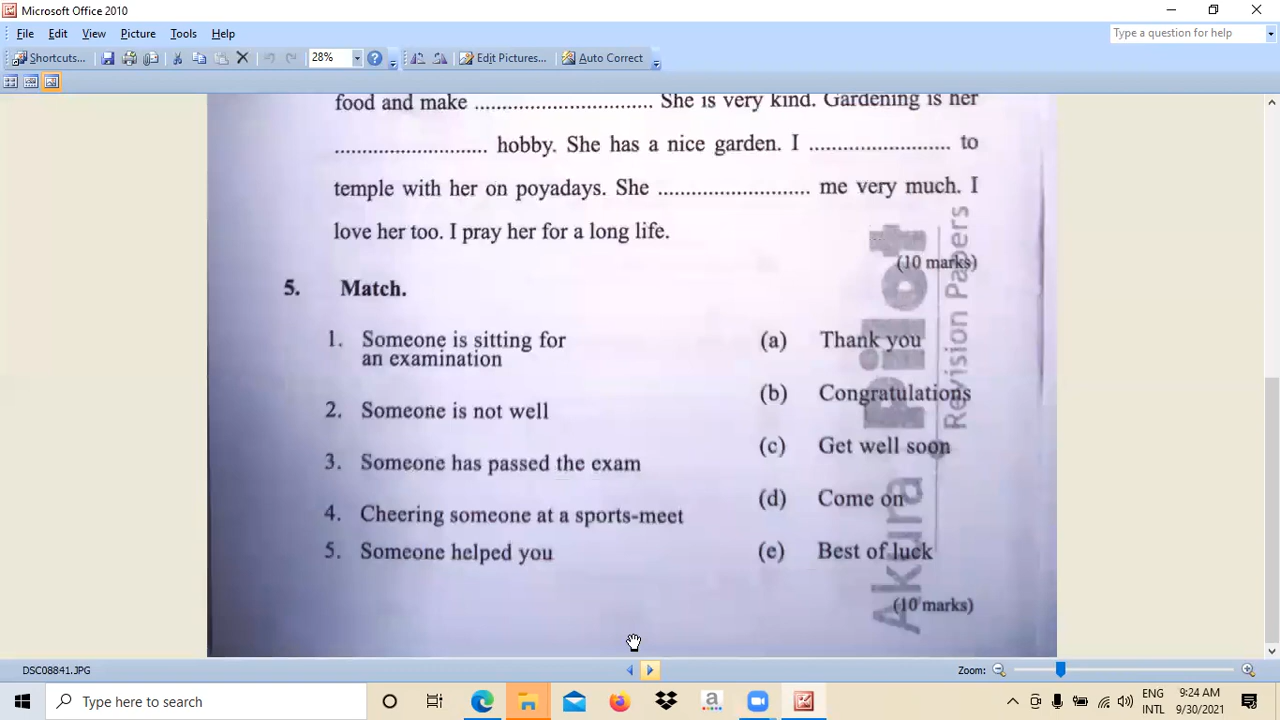 Microsoft Office 2010
File Edit View Picture Tools Help
Type a question for help
Shortcuts... 28% Edit Pictures... Auto Correct
food and make ................................ She is very kind. Gardening is her
........................... hobby. She has a nice garden. I ......................... to
temple with her on poyadays. She ........................... me very much. I
love her too. I pray her for a long life.
(10 marks)
5. Match.
1. Someone is sitting for an examination
(a) Thank you
(b) Congratulations
2. Someone is not well
(c) Get well soon
3. Someone has passed the exam
(d) Come on
4. Cheering someone at a sports-meet
5. Someone helped you
(e) Best of luck
(10 marks)
Akura Pilot
Revision Papers
DSC08841.JPG
Zoom:
Type here to search
a
ENG
INTL
9:24 AM
9/30/2021